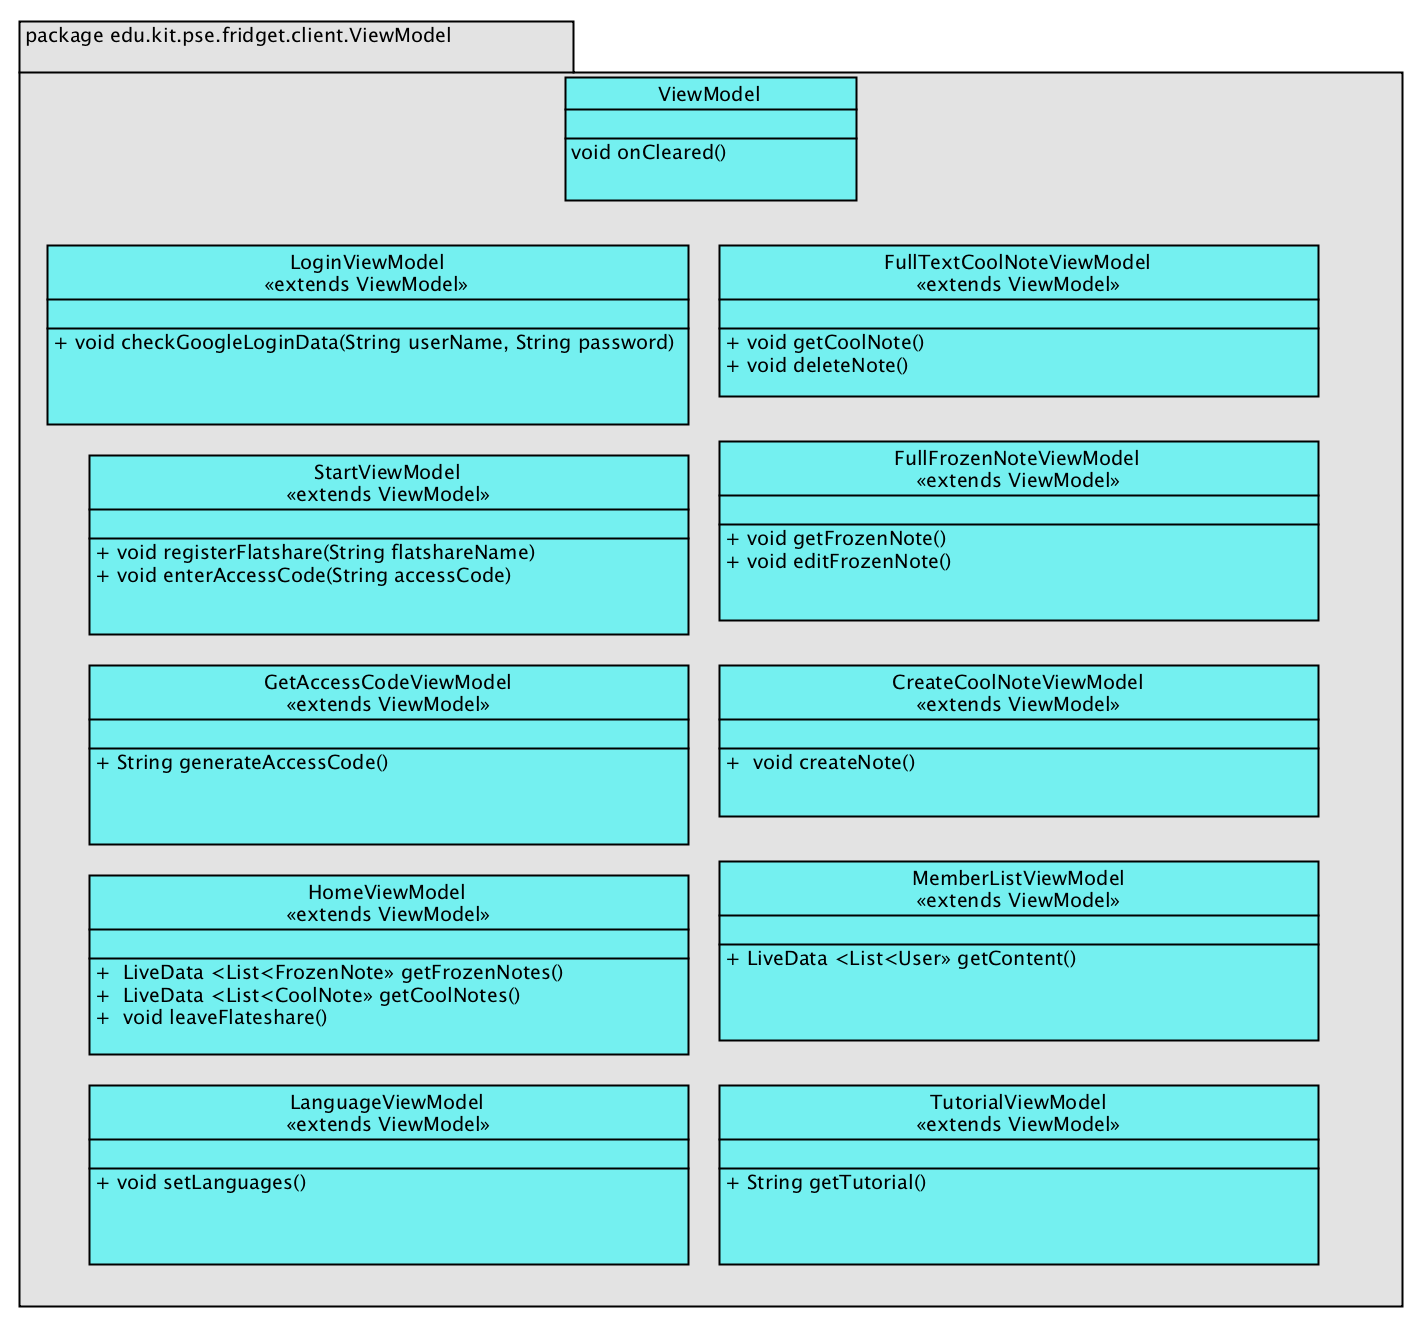 package edu.kit.pse.fridget.client.ViewModel
ViewModel
void onCleared()
LoginViewModel
«extends ViewModel»
+ void checkGoogleLoginData(String userName, String password)
StartViewModel
«extends ViewModel»
+ void registerFlatshare(String flatshareName)
+ void enterAccessCode(String accessCode)
GetAccessCodeViewModel
«extends ViewModel»
+ String generateAccessCode()
HomeViewModel
«extends ViewModel»
+  LiveData <List<FrozenNote» getFrozenNotes()
+  LiveData <List<CoolNote» getCoolNotes()
+  void leaveFlateshare()
LanguageViewModel
«extends ViewModel»
+ void setLanguages()
FullTextCoolNoteViewModel
«extends ViewModel»
+ void getCoolNote()
+ void deleteNote()
FullFrozenNoteViewModel
«extends ViewModel»
+ void getFrozenNote()
+ void editFrozenNote()
CreateCoolNoteViewModel
«extends ViewModel»
+  void createNote()
MemberListViewModel
«extends ViewModel»
+ LiveData <List<User» getContent()
TutorialViewModel
«extends ViewModel»
+ String getTutorial()